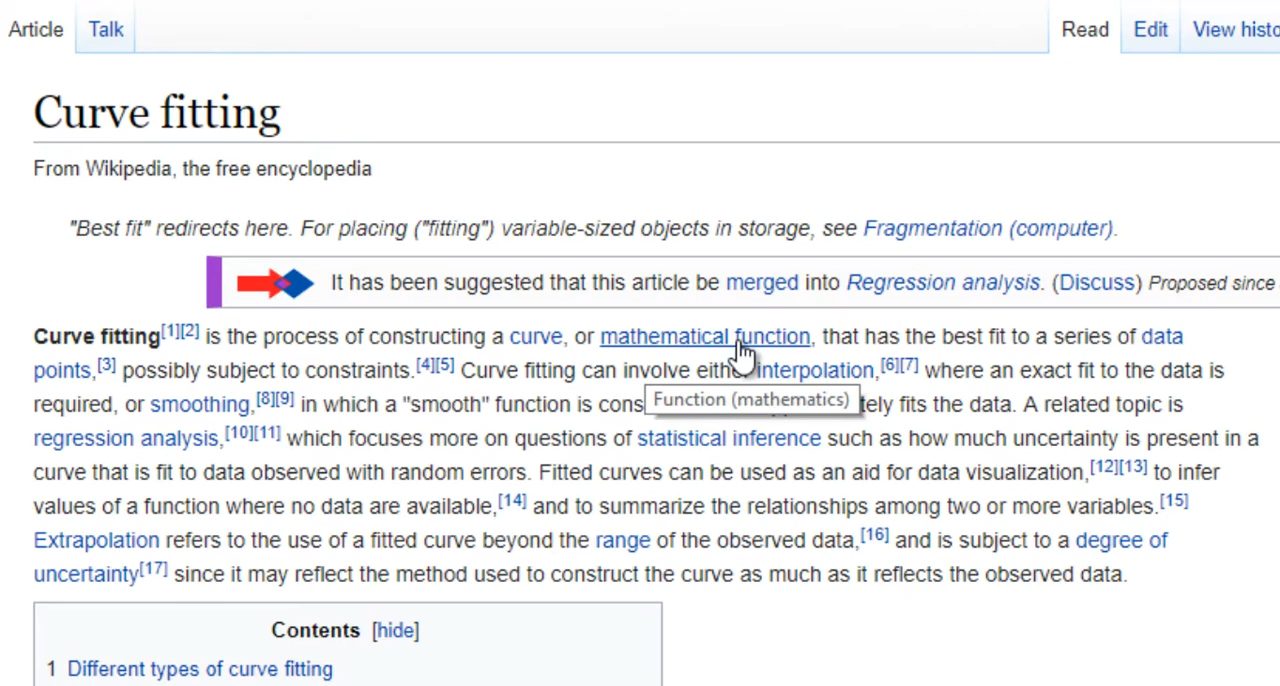 Article Talk Read Edit View histo
Curve fitting
From Wikipedia, the free encyclopedia
"Best fit" redirects here. For placing ("fitting") variable-sized objects in storage, see Fragmentation (computer).
It has been suggested that this article be merged into Regression analysis. (Discuss) Proposed since
Curve fitting[1][2] is the process of constructing a curve, or mathematical function, that has the best fit to a series of data
points,[3] possibly subject to constraints.[4][5] Curve fitting can involve either interpolation,[6][7] where an exact fit to the data is
required, or smoothing,[8][9] in which a "smooth" function is cons Function (mathematics) tely fits the data. A related topic is
regression analysis,[10][11] which focuses more on questions of statistical inference such as how much uncertainty is present in a
curve that is fit to data observed with random errors. Fitted curves can be used as an aid for data visualization,[12][13] to infer
values of a function where no data are available,[14] and to summarize the relationships among two or more variables.[15]
Extrapolation refers to the use of a fitted curve beyond the range of the observed data,[16] and is subject to a degree of
uncertainty[17] since it may reflect the method used to construct the curve as much as it reflects the observed data.
Contents [hide]
1 Different types of curve fitting